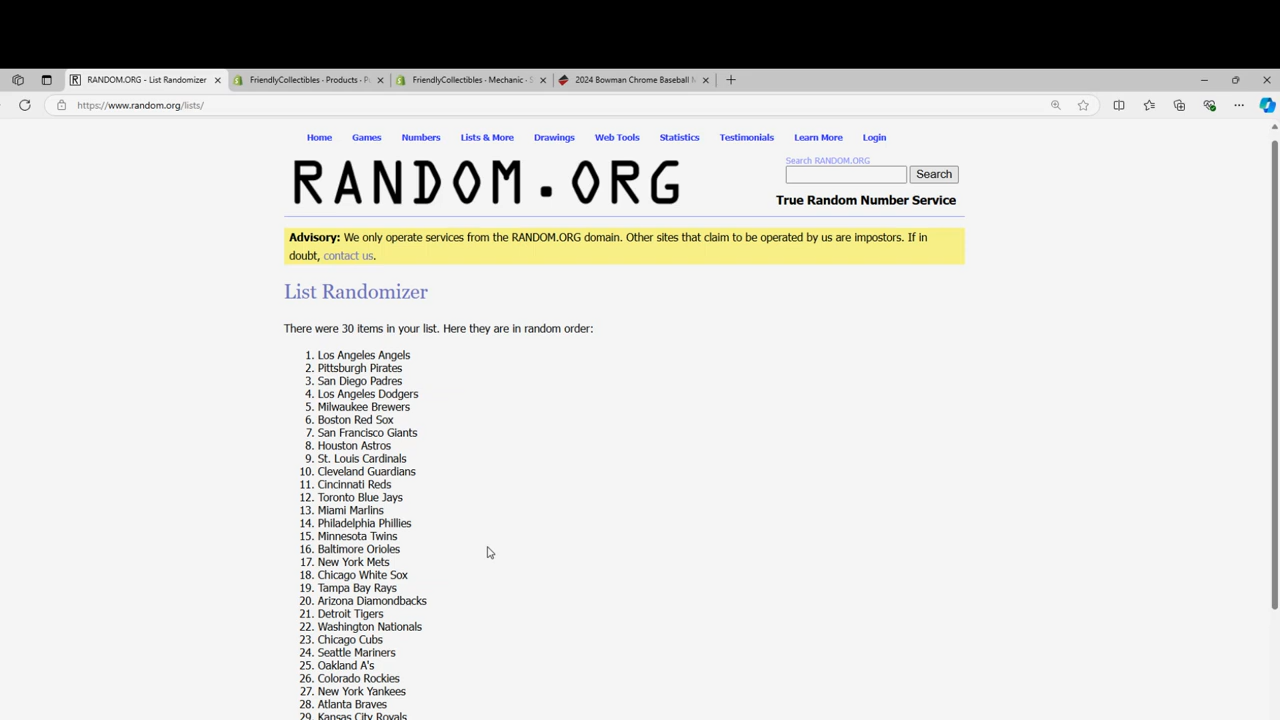 RANDOM.ORG - List Randomizer
FriendlyCollectibles · Products · P
FriendlyCollectibles · Mechanic · S
2024 Bowman Chrome Baseball M
https://www.random.org/lists/
Home Games Numbers Lists & More Drawings Web Tools Statistics Testimonials Learn More Login
RANDOM.ORG
Search RANDOM.ORG
Search
True Random Number Service
Advisory: We only operate services from the RANDOM.ORG domain. Other sites that claim to be operated by us are impostors. If in
doubt, contact us.
List Randomizer
There were 30 items in your list. Here they are in random order:
1. Los Angeles Angels
2. Pittsburgh Pirates
3. San Diego Padres
4. Los Angeles Dodgers
5. Milwaukee Brewers
6. Boston Red Sox
7. San Francisco Giants
8. Houston Astros
9. St. Louis Cardinals
10. Cleveland Guardians
11. Cincinnati Reds
12. Toronto Blue Jays
13. Miami Marlins
14. Philadelphia Phillies
15. Minnesota Twins
16. Baltimore Orioles
17. New York Mets
18. Chicago White Sox
19. Tampa Bay Rays
20. Arizona Diamondbacks
21. Detroit Tigers
22. Washington Nationals
23. Chicago Cubs
24. Seattle Mariners
25. Oakland A's
26. Colorado Rockies
27. New York Yankees
28. Atlanta Braves
29. Kansas City Royals